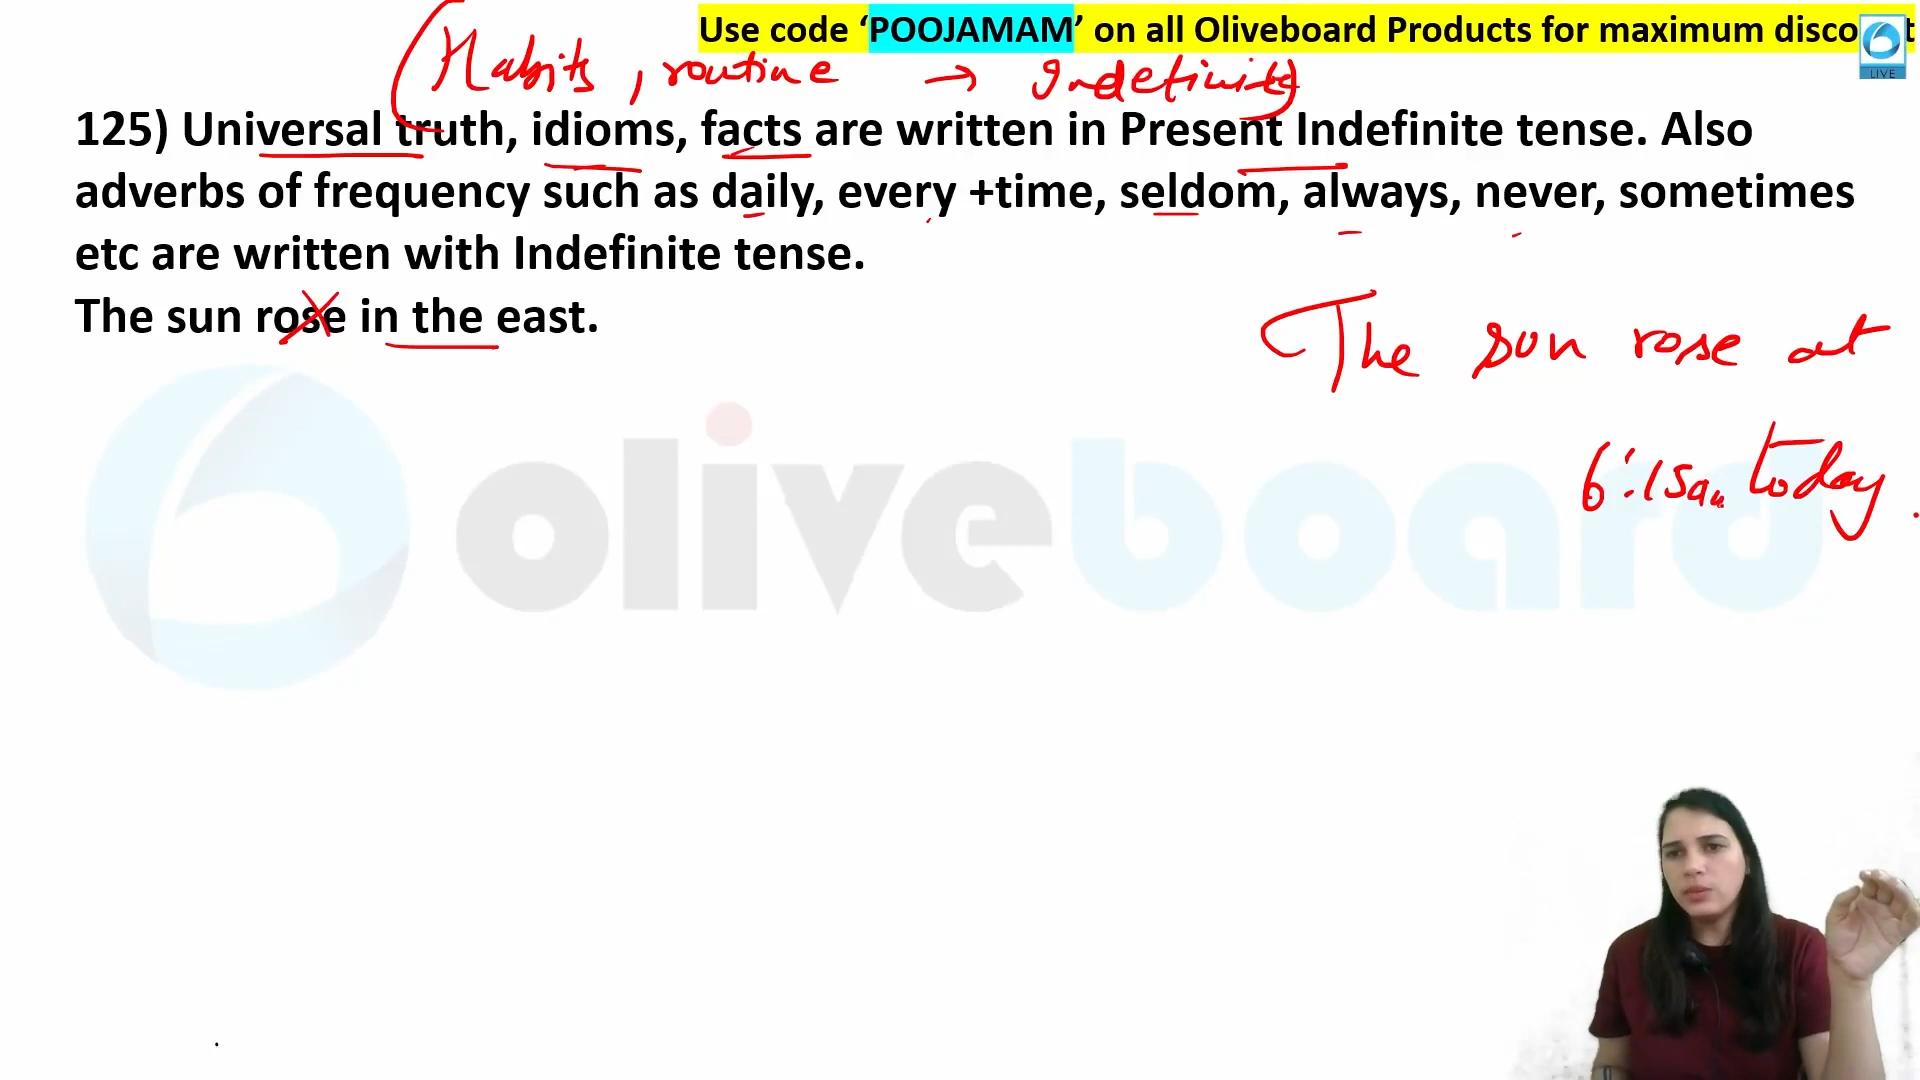 Use code ‘POOJAMAM’ on all Oliveboard Products for maximum disco t
LIVE
Habits, routine → Indefinite
125) Universal truth, idioms, facts are written in Present Indefinite tense. Also
adverbs of frequency such as daily, every +time, seldom, always, never, sometimes
etc are written with Indefinite tense.
The sun rose in the east.
The sun rose at
6:15am today.
oliveboard